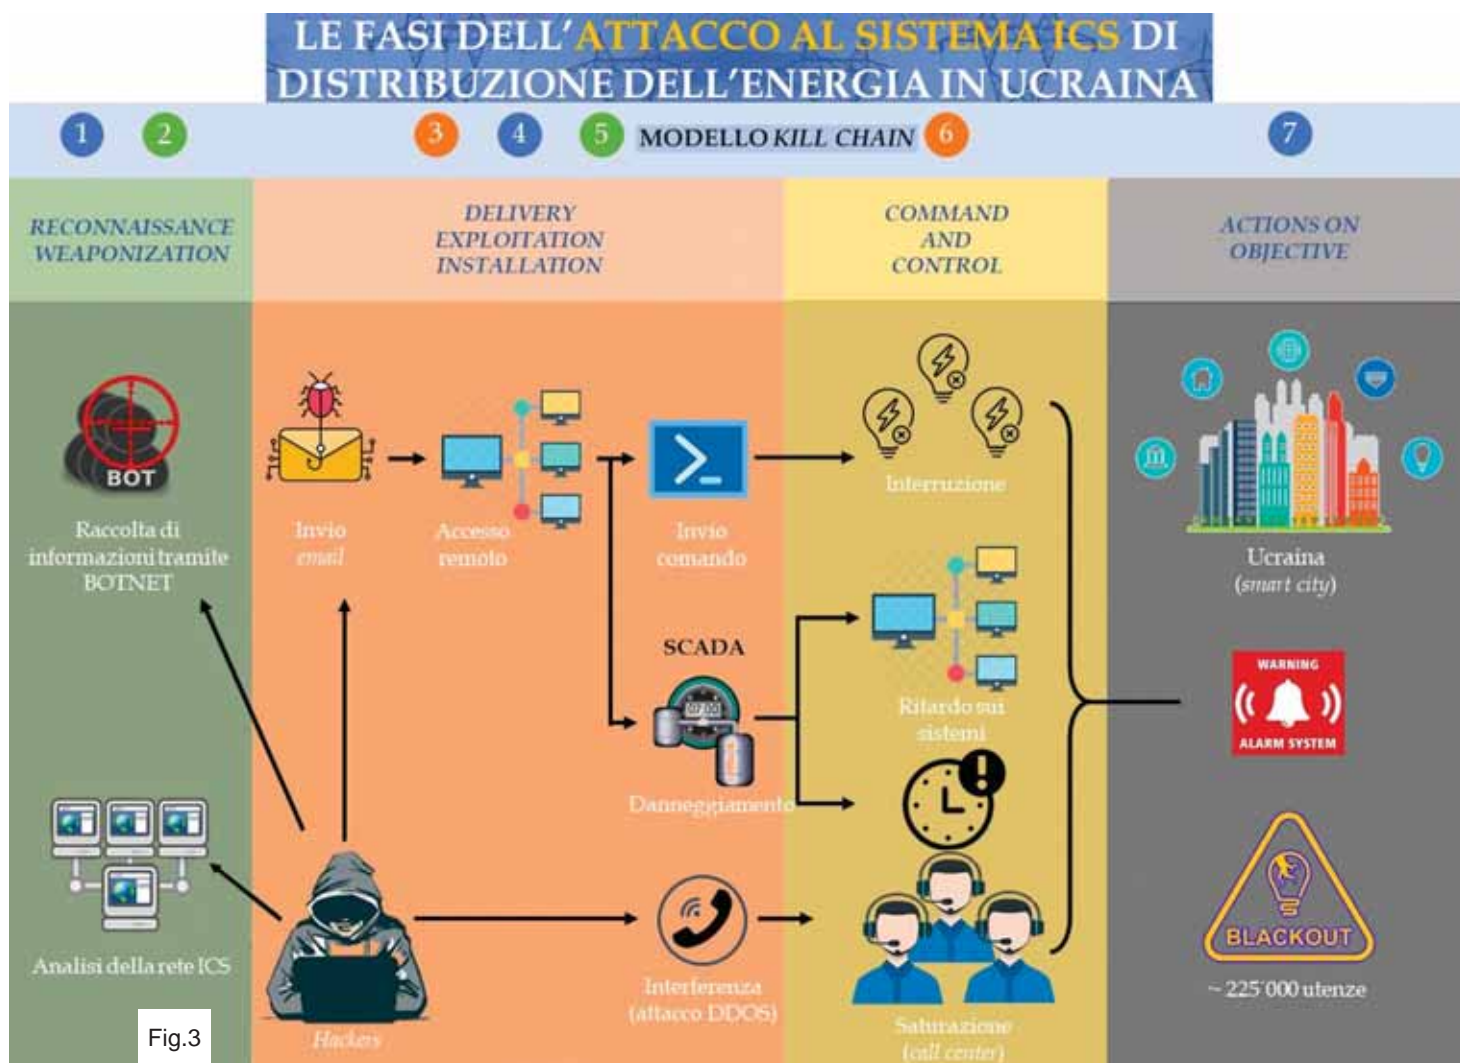 LE FASI DELL'ATTACCO AL SISTEMA ICS DI
DISTRIBUZIONE DELL'ENERGIA IN UCRAINA
1
2
3
4
5
MODELLO KILL CHAIN
6
7
RECONNAISSANCE
WEAPONIZATION
DELIVERY
EXPLOITATION
INSTALLATION
COMMAND
AND
CONTROL
ACTIONS ON
OBJECTIVE
BOT
Raccolta di
informazioni tramite
BOTNET
Invio
email
Accesso
remoto
Invio
comando
Interruzione
Ucraina
(smart city)
SCADA
07:00
Danneggiamento
Ritardo sui
sistemi
WARNING
ALARM SYSTEM
Analisi della rete ICS
Hackers
Interferenza
(attacco DDOS)
Saturazione
(call center)
BLACKOUT
~ 225'000 utenze
Fig.3